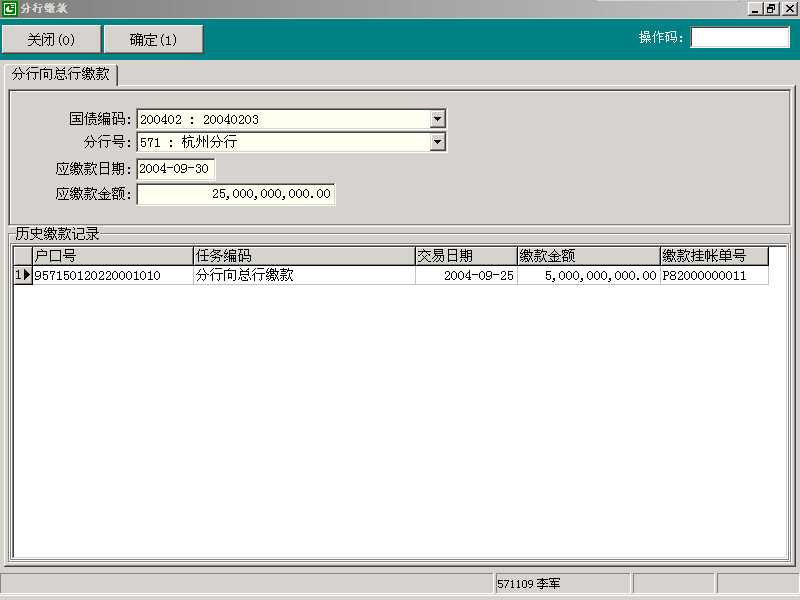 分行缴款
关闭(0) 确定(1) 操作码:
分行向总行缴款
国债编码: 200402 : 20040203
分行号: 571 : 杭州分行
应缴款日期: 2004-09-30
应缴款金额: 25,000,000,000.00
历史缴款记录
户口号 任务编码 交易日期 缴款金额 缴款挂帐单号
1 957150120220001010 分行向总行缴款 2004-09-25 5,000,000,000.00 P82000000011
571109 李军